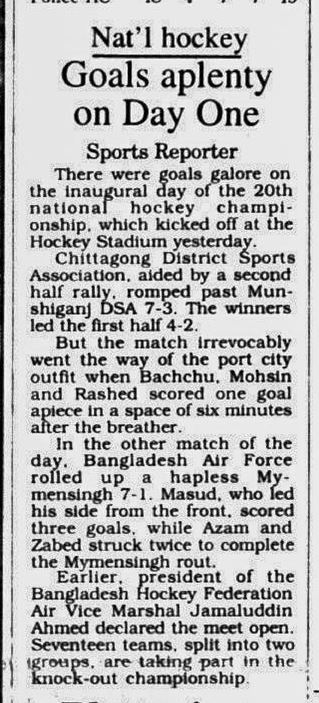 Nat'l hockey
Goals aplenty
on Day One
Sports Reporter
There were goals galore on
the inaugural day of the 20th
national hockey champi-
onship, which kicked off at the
Hockey Stadium yesterday.
Chittagong District Sports
Association, aided by a second
half rally, romped past Mun-
shiganj DSA 7-3. The winners
led the first half 4-2.
But the match irrevocably
went the way of the port city
outfit when Bachchu, Mohsin
and Rashed scored one goal
apiece in a space of six minutes
after the breather.
In the other match of the
day, Bangladesh Air Force
rolled up a hapless My-
mensingh 7-1. Masud, who led
his side from the front, scored
three goals, while Azam and
Zabed struck twice to complete
the Mymensingh rout.
Earlier, president of the
Bangladesh Hockey Federation
Air Vice Marshal Jamaluddin
Ahmed declared the meet open.
Seventeen teams, split into two
groups, are taking part in the
knock-out championship.